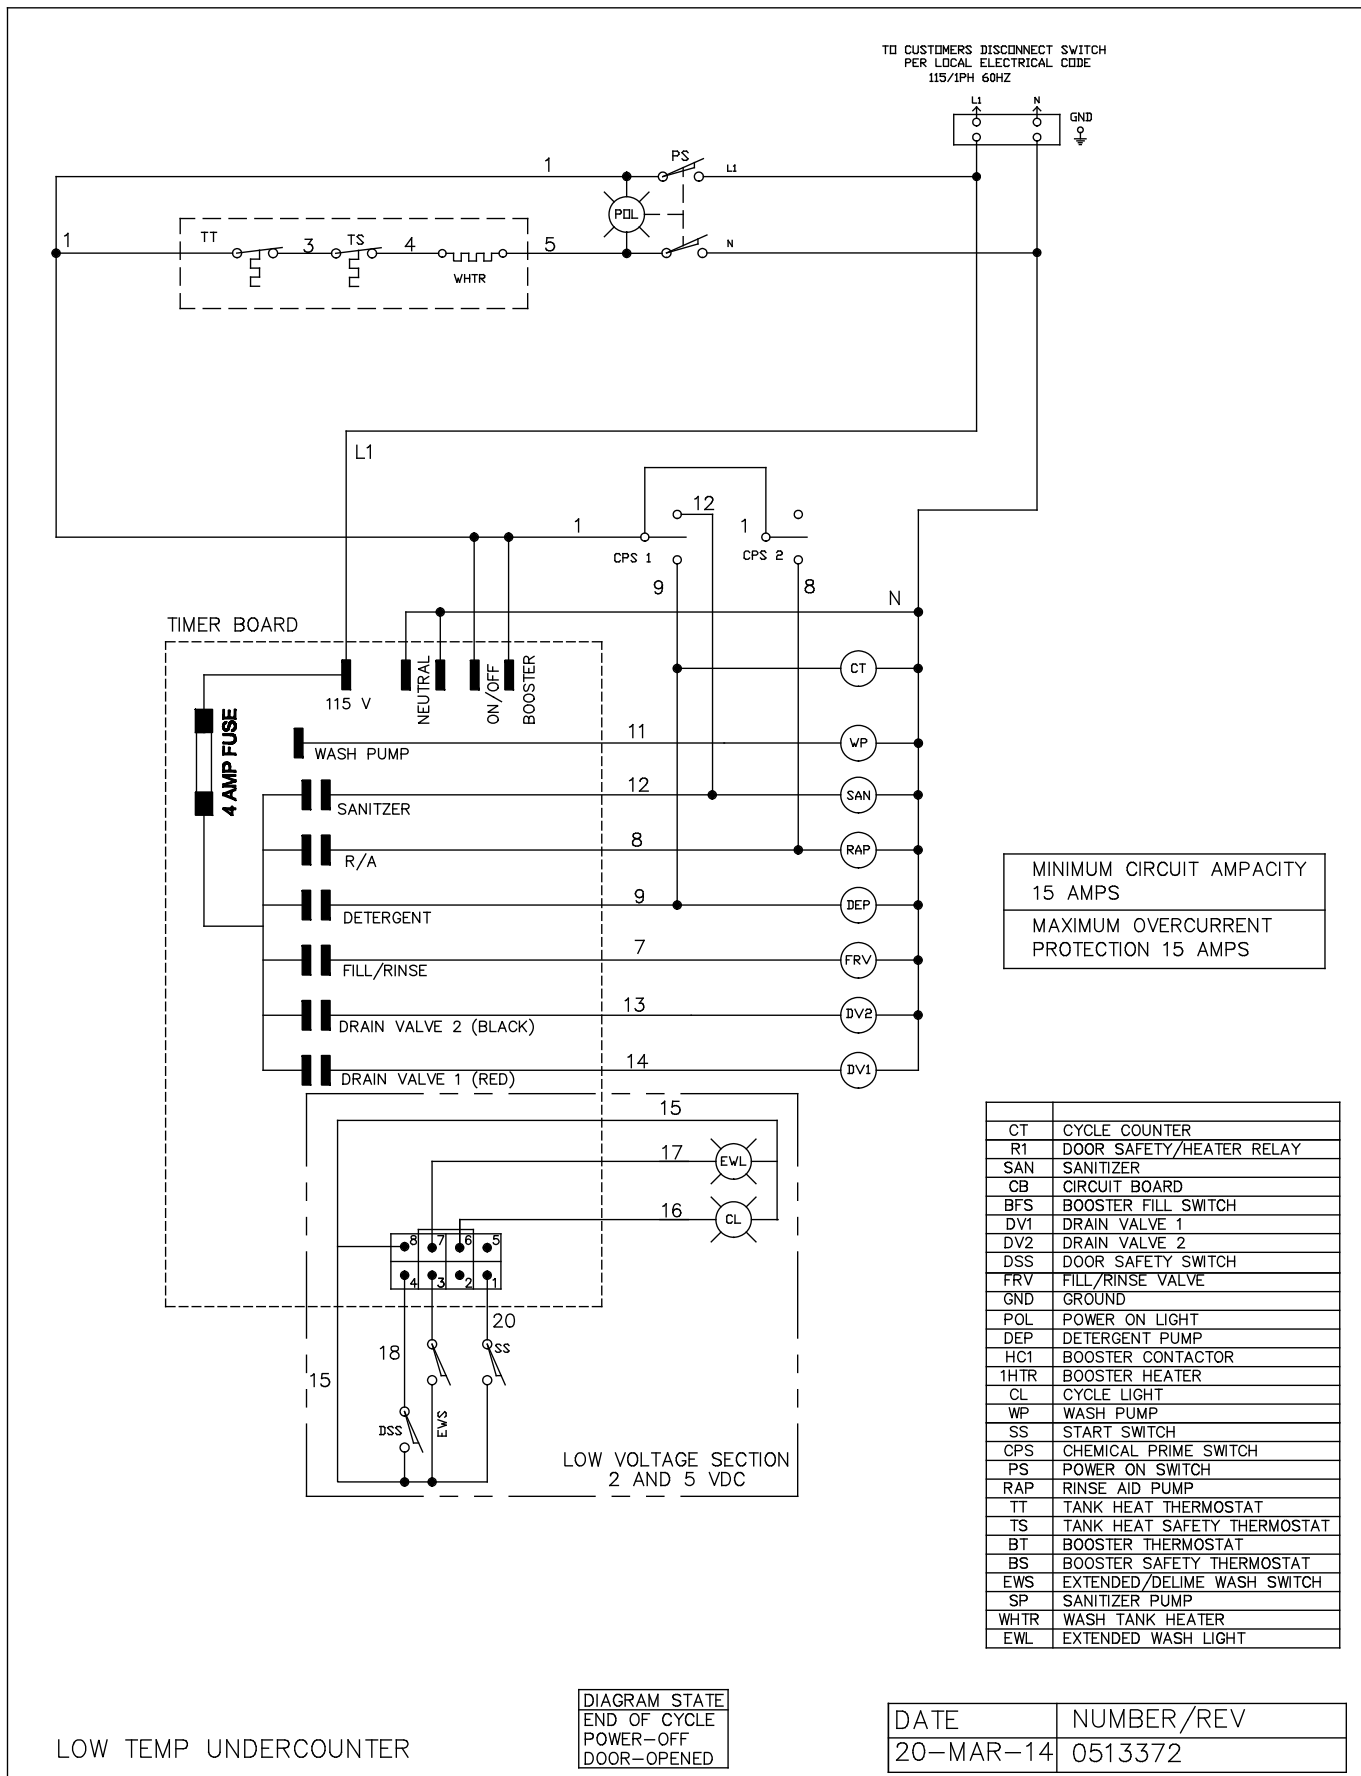 TO CUSTOMERS DISCONNECT SWITCH
PER LOCAL ELECTRICAL CODE
115/1PH 60HZ
L1 N
GND
1 PS L1
POL
1 TT 3 TS 4 5 N
WHTR
L1
12
1 1
CPS 1 CPS 2
9 8
N
TIMER BOARD
CT
115 V
NEUTRAL
ON/OFF
BOOSTER
4 AMP FUSE
11 WP
WASH PUMP
12 SAN
SANITZER
8 RAP
R/A
9 DEP
DETERGENT
7 FRV
FILL/RINSE
13 DV2
DRAIN VALVE 2 (BLACK)
14 DV1
DRAIN VALVE 1 (RED)
MINIMUM CIRCUIT AMPACITY
15 AMPS
MAXIMUM OVERCURRENT
PROTECTION 15 AMPS
15
17 EWL
16 CL
8 7 6 5
4 3 2 1
20
18 SS
15
DSS EWS
LOW VOLTAGE SECTION
2 AND 5 VDC
CT CYCLE COUNTER
R1 DOOR SAFETY/HEATER RELAY
SAN SANITIZER
CB CIRCUIT BOARD
BFS BOOSTER FILL SWITCH
DV1 DRAIN VALVE 1
DV2 DRAIN VALVE 2
DSS DOOR SAFETY SWITCH
FRV FILL/RINSE VALVE
GND GROUND
POL POWER ON LIGHT
DEP DETERGENT PUMP
HC1 BOOSTER CONTACTOR
1HTR BOOSTER HEATER
CL CYCLE LIGHT
WP WASH PUMP
SS START SWITCH
CPS CHEMICAL PRIME SWITCH
PS POWER ON SWITCH
RAP RINSE AID PUMP
TT TANK HEAT THERMOSTAT
TS TANK HEAT SAFETY THERMOSTAT
BT BOOSTER THERMOSTAT
BS BOOSTER SAFETY THERMOSTAT
EWS EXTENDED/DELIME WASH SWITCH
SP SANITIZER PUMP
WHTR WASH TANK HEATER
EWL EXTENDED WASH LIGHT
LOW TEMP UNDERCOUNTER
DIAGRAM STATE
END OF CYCLE
POWER-OFF
DOOR-OPENED
DATE NUMBER/REV
20-MAR-14 0513372